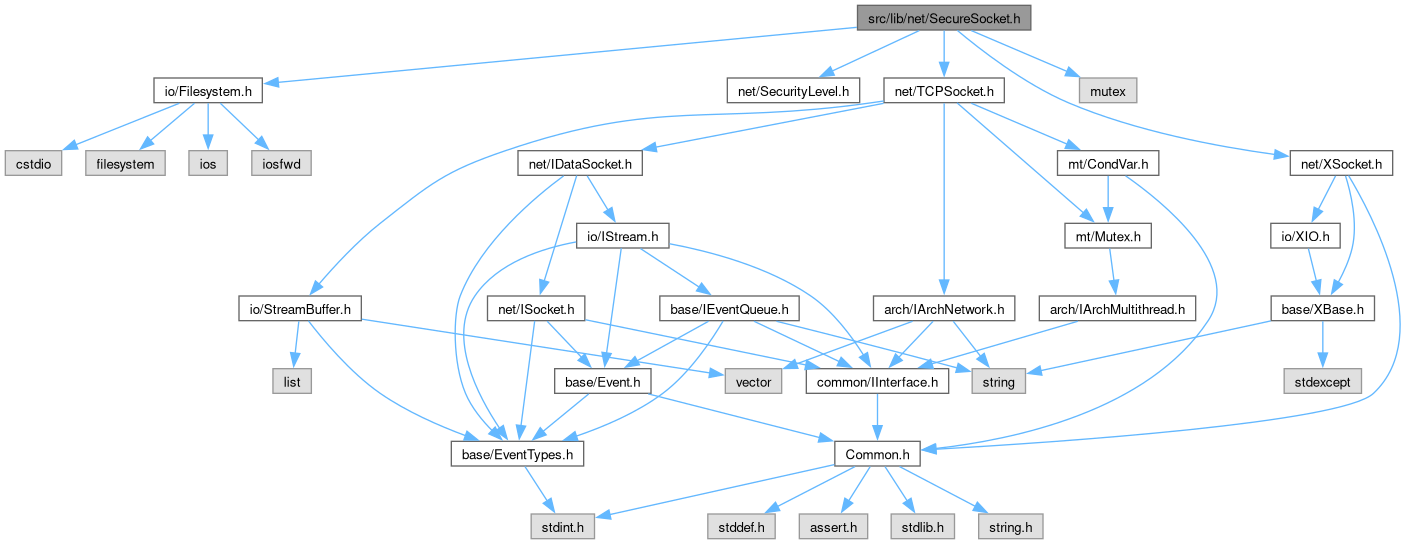 src/lib/net/SecureSocket.h
io/Filesystem.h
net/SecurityLevel.h
net/TCPSocket.h
mutex
cstdio
filesystem
ios
iosfwd
net/IDataSocket.h
mt/CondVar.h
net/XSocket.h
io/IStream.h
mt/Mutex.h
io/XIO.h
io/StreamBuffer.h
net/ISocket.h
base/IEventQueue.h
arch/IArchNetwork.h
arch/IArchMultithread.h
base/XBase.h
list
base/Event.h
vector
common/IInterface.h
string
stdexcept
base/EventTypes.h
Common.h
stdint.h
stddef.h
assert.h
stdlib.h
string.h